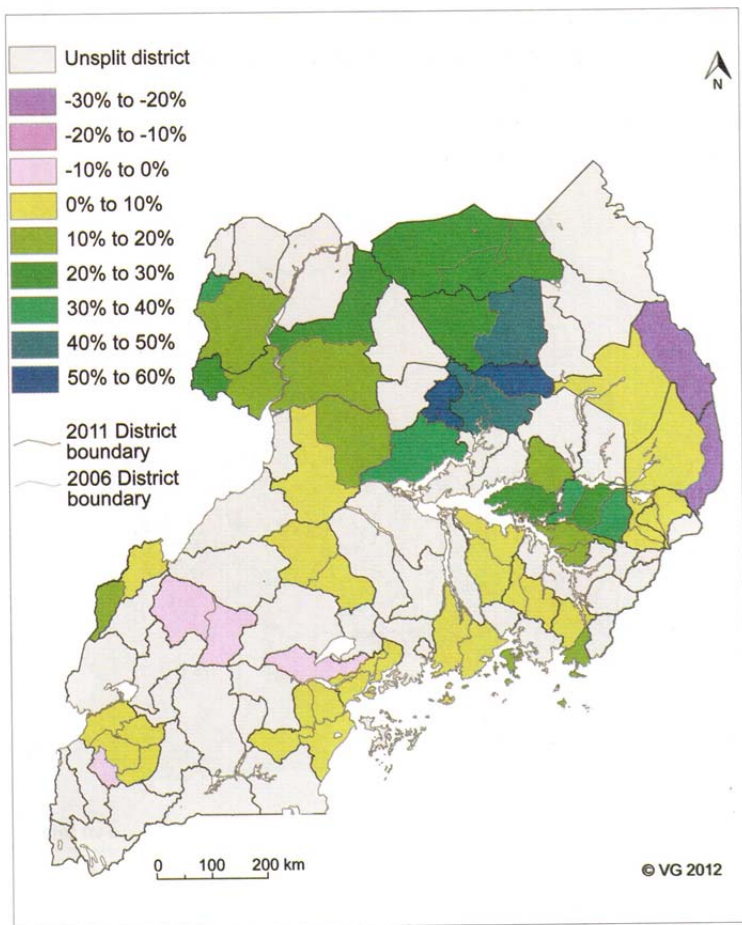 Unsplit district
N
-30% to -20%
-20% to -10%
-10% to 0%
0% to 10%
10% to 20%
20% to 30%
30% to 40%
40% to 50%
50% to 60%
2011 District
boundary
2006 District
boundary
0 100 200 km
© VG 2012